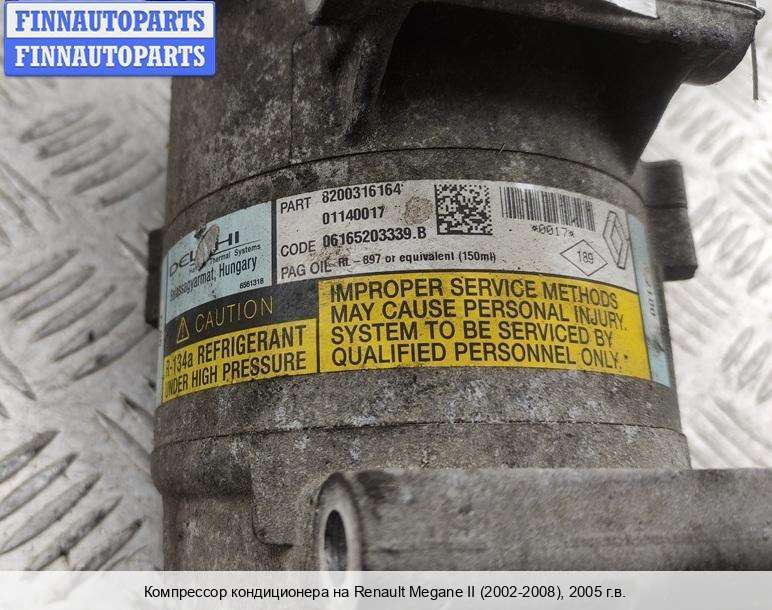 FINNAUTOPARTS
FINNAUTOPARTS
PART 8200316164
01140017
CODE 06165203339.B
PAG OIL RL - 897 or equivalent (150ml)
*0017*
189
DELPHI
Thermal Systems
Hungary
6561318
CAUTION
R-134a REFRIGERANT
UNDER HIGH PRESSURE
IMPROPER SERVICE METHODS
MAY CAUSE PERSONAL INJURY.
SYSTEM TO BE SERVICED BY
QUALIFIED PERSONNEL ONLY.
Компрессор кондиционера на Renault Megane II (2002-2008), 2005 г.в.